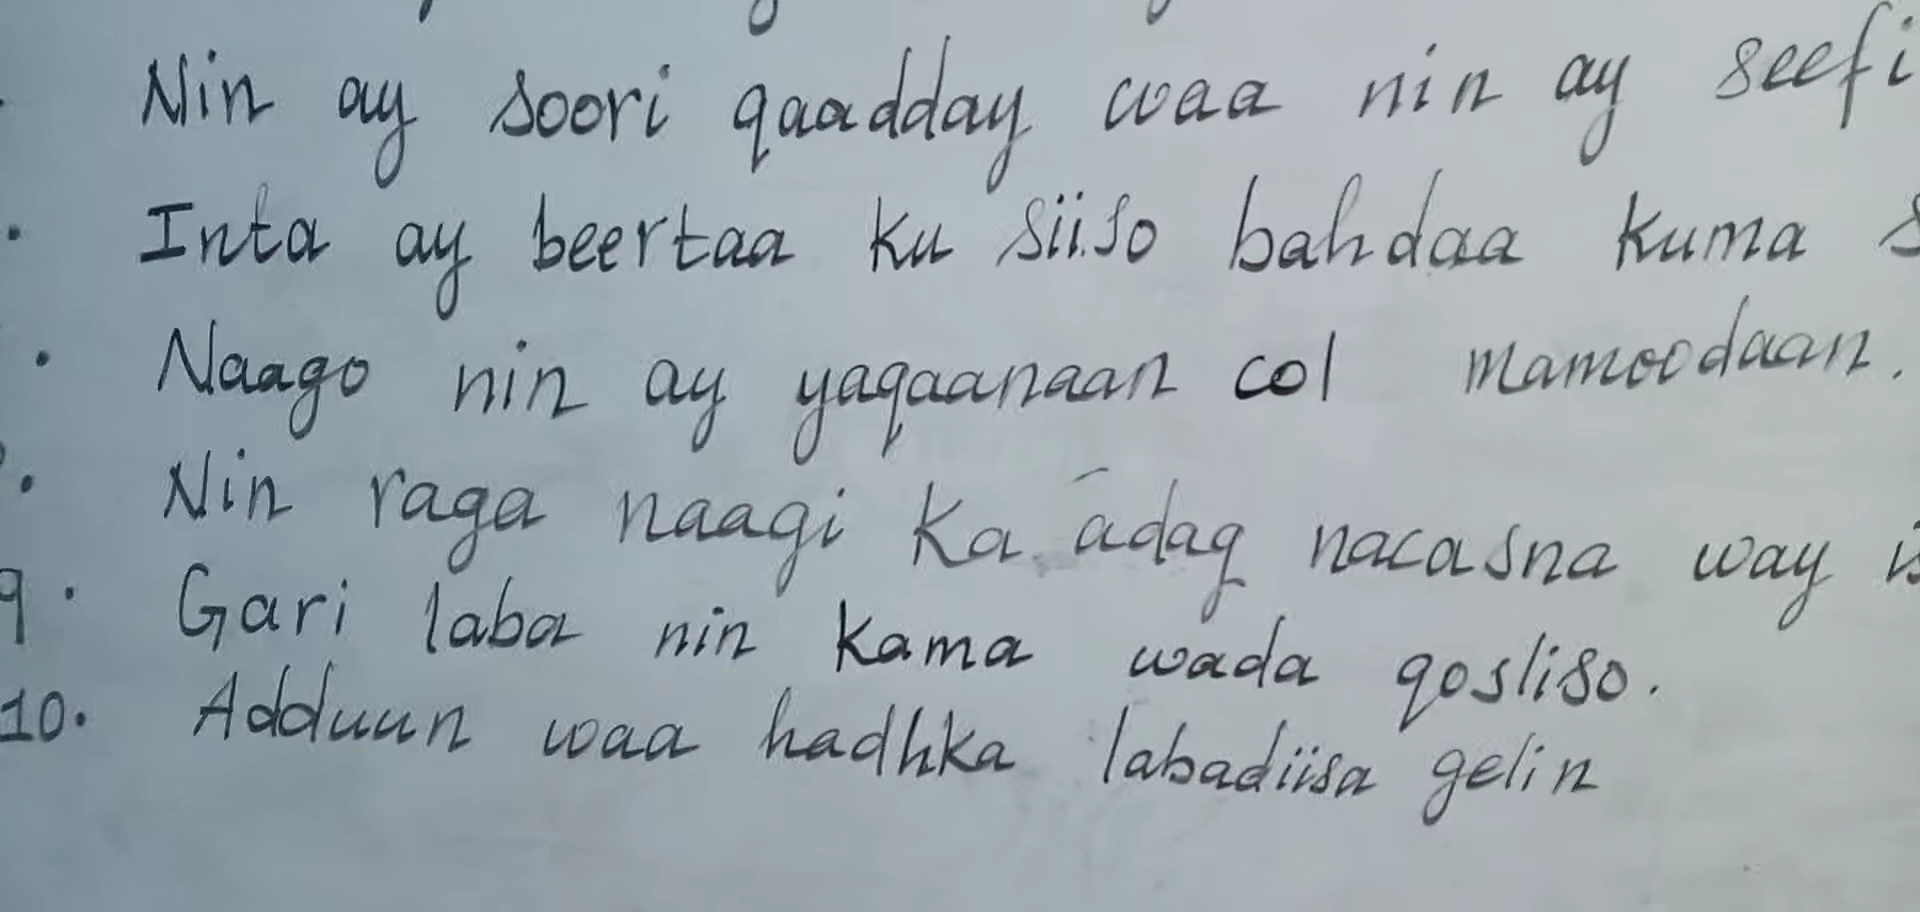 Nin ay soori qaadday waa nin ay seefi
Inta ay beertaa ku siiso bahdaa kuma
Naago nin ay yaqaanaan col mamoodaan.
Nin raga naagi ka adag nacasna way
9. Gari laba nin kama wada qosliso.
10. Adduun waa hadhka labadiisa gelin